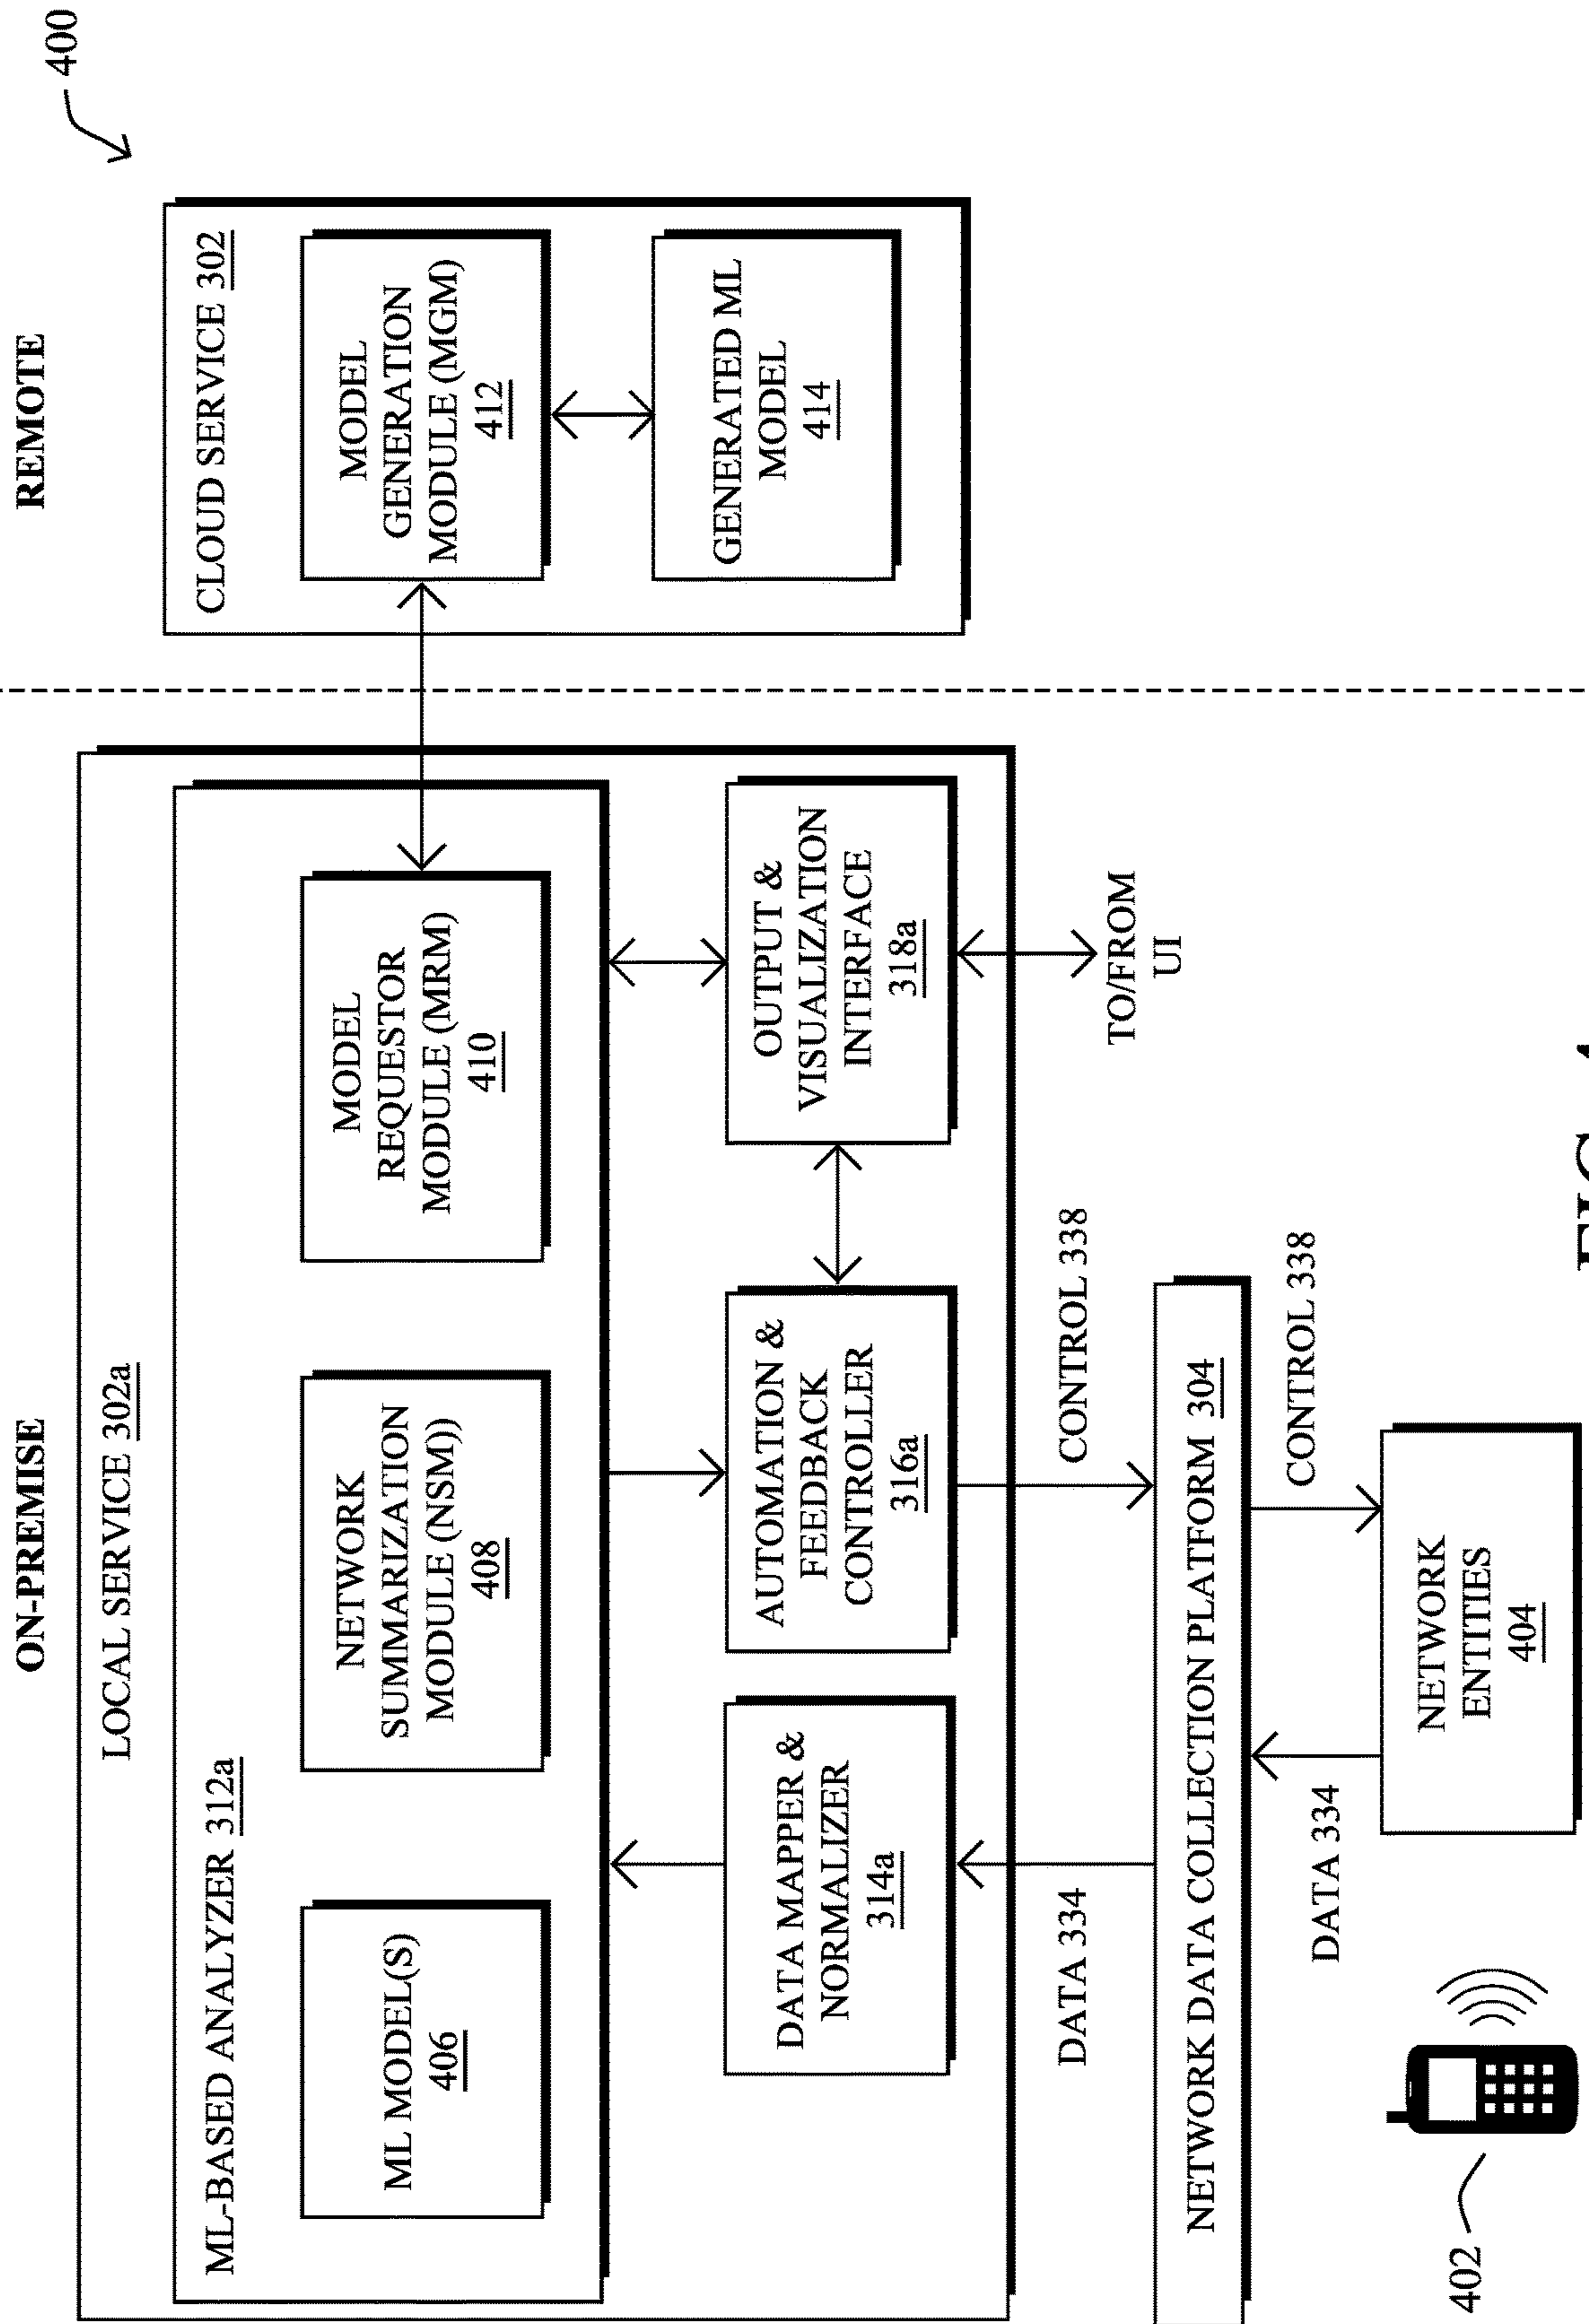 400
ON-PREMISE
REMOTE
LOCAL SERVICE 302a
CLOUD SERVICE 302
ML-BASED ANALYZER 312a
ML MODEL(S)
406
NETWORK
SUMMARIZATION
MODULE (NSM))
408
MODEL
REQUESTOR
MODULE (MRM)
410
MODEL
GENERATION
MODULE (MGM)
412
GENERATED ML
MODEL
414
DATA MAPPER &
NORMALIZER
314a
AUTOMATION &
FEEDBACK
CONTROLLER
316a
OUTPUT &
VISUALIZATION
INTERFACE
318a
DATA 334
CONTROL 338
TO/FROM
UI
NETWORK DATA COLLECTION PLATFORM 304
DATA 334
CONTROL 338
NETWORK
ENTITIES
404
402